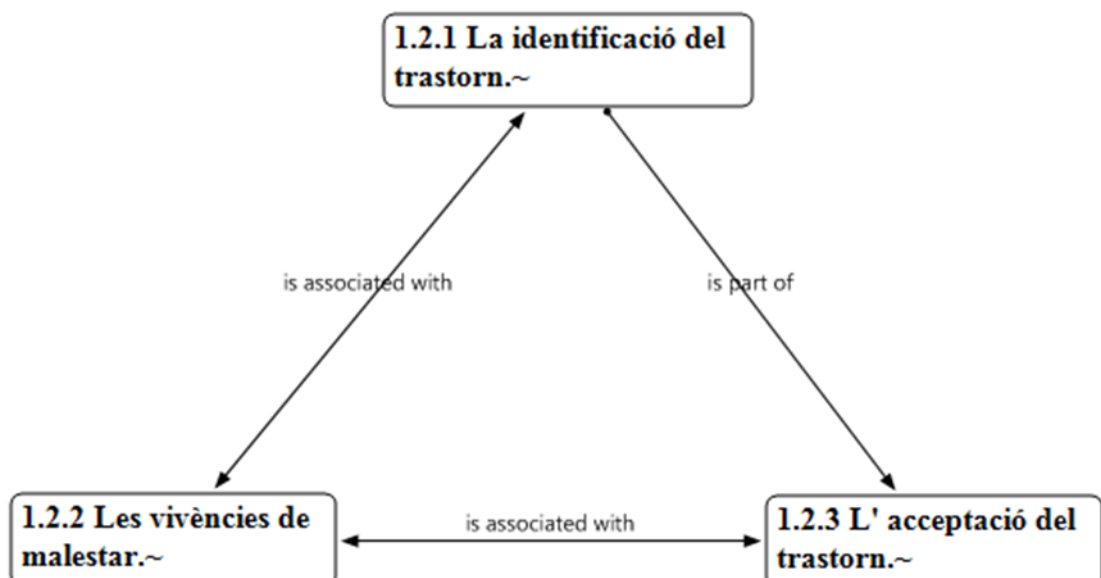 1.2.1 La identificació del
trastorn.~
is associated with
is part of
1.2.2 Les vivències de
malestar.~
is associated with
1.2.3 L' acceptació del
trastorn.~